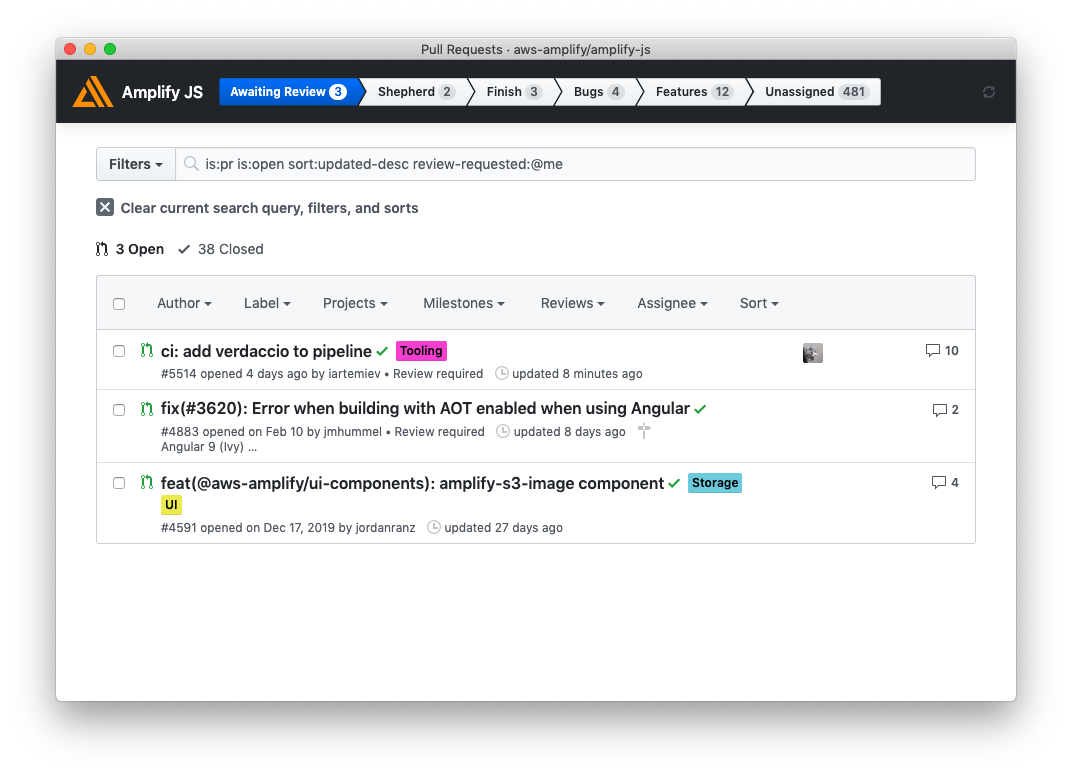 Pull Requests · aws-amplify/amplify-js
Amplify JS Awaiting Review 3 Shepherd 2 Finish 3 Bugs 4 Features 12 Unassigned 481
Filters is:pr is:open sort:updated-desc review-requested:@me
Clear current search query, filters, and sorts
3 Open 38 Closed
Author Label Projects Milestones Reviews Assignee Sort
ci: add verdaccio to pipeline Tooling 10
#5514 opened 4 days ago by iartemiev • Review required updated 8 minutes ago
fix(#3620): Error when building with AOT enabled when using Angular 2
#4883 opened on Feb 10 by jmhummel • Review required updated 8 days ago
Angular 9 (Ivy) ...
feat(@aws-amplify/ui-components): amplify-s3-image component Storage 4
UI
#4591 opened on Dec 17, 2019 by jordanranz updated 27 days ago